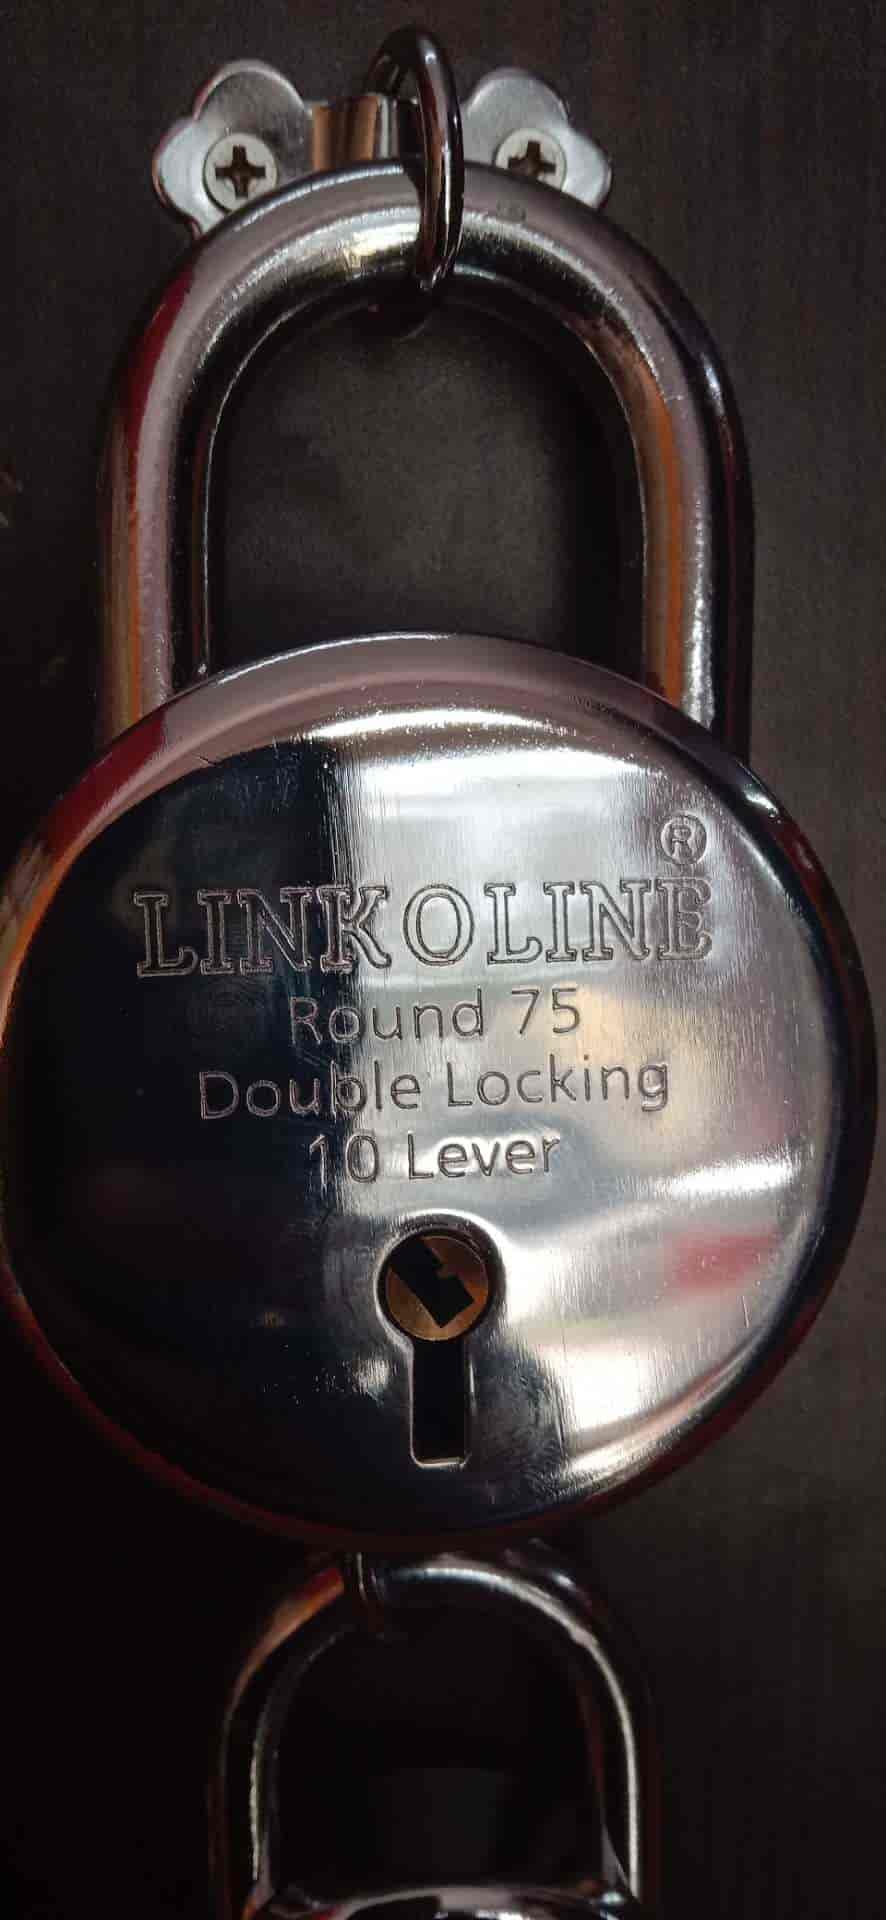 ®
LINKOLINE
Round 75
Double Locking
10 Lever